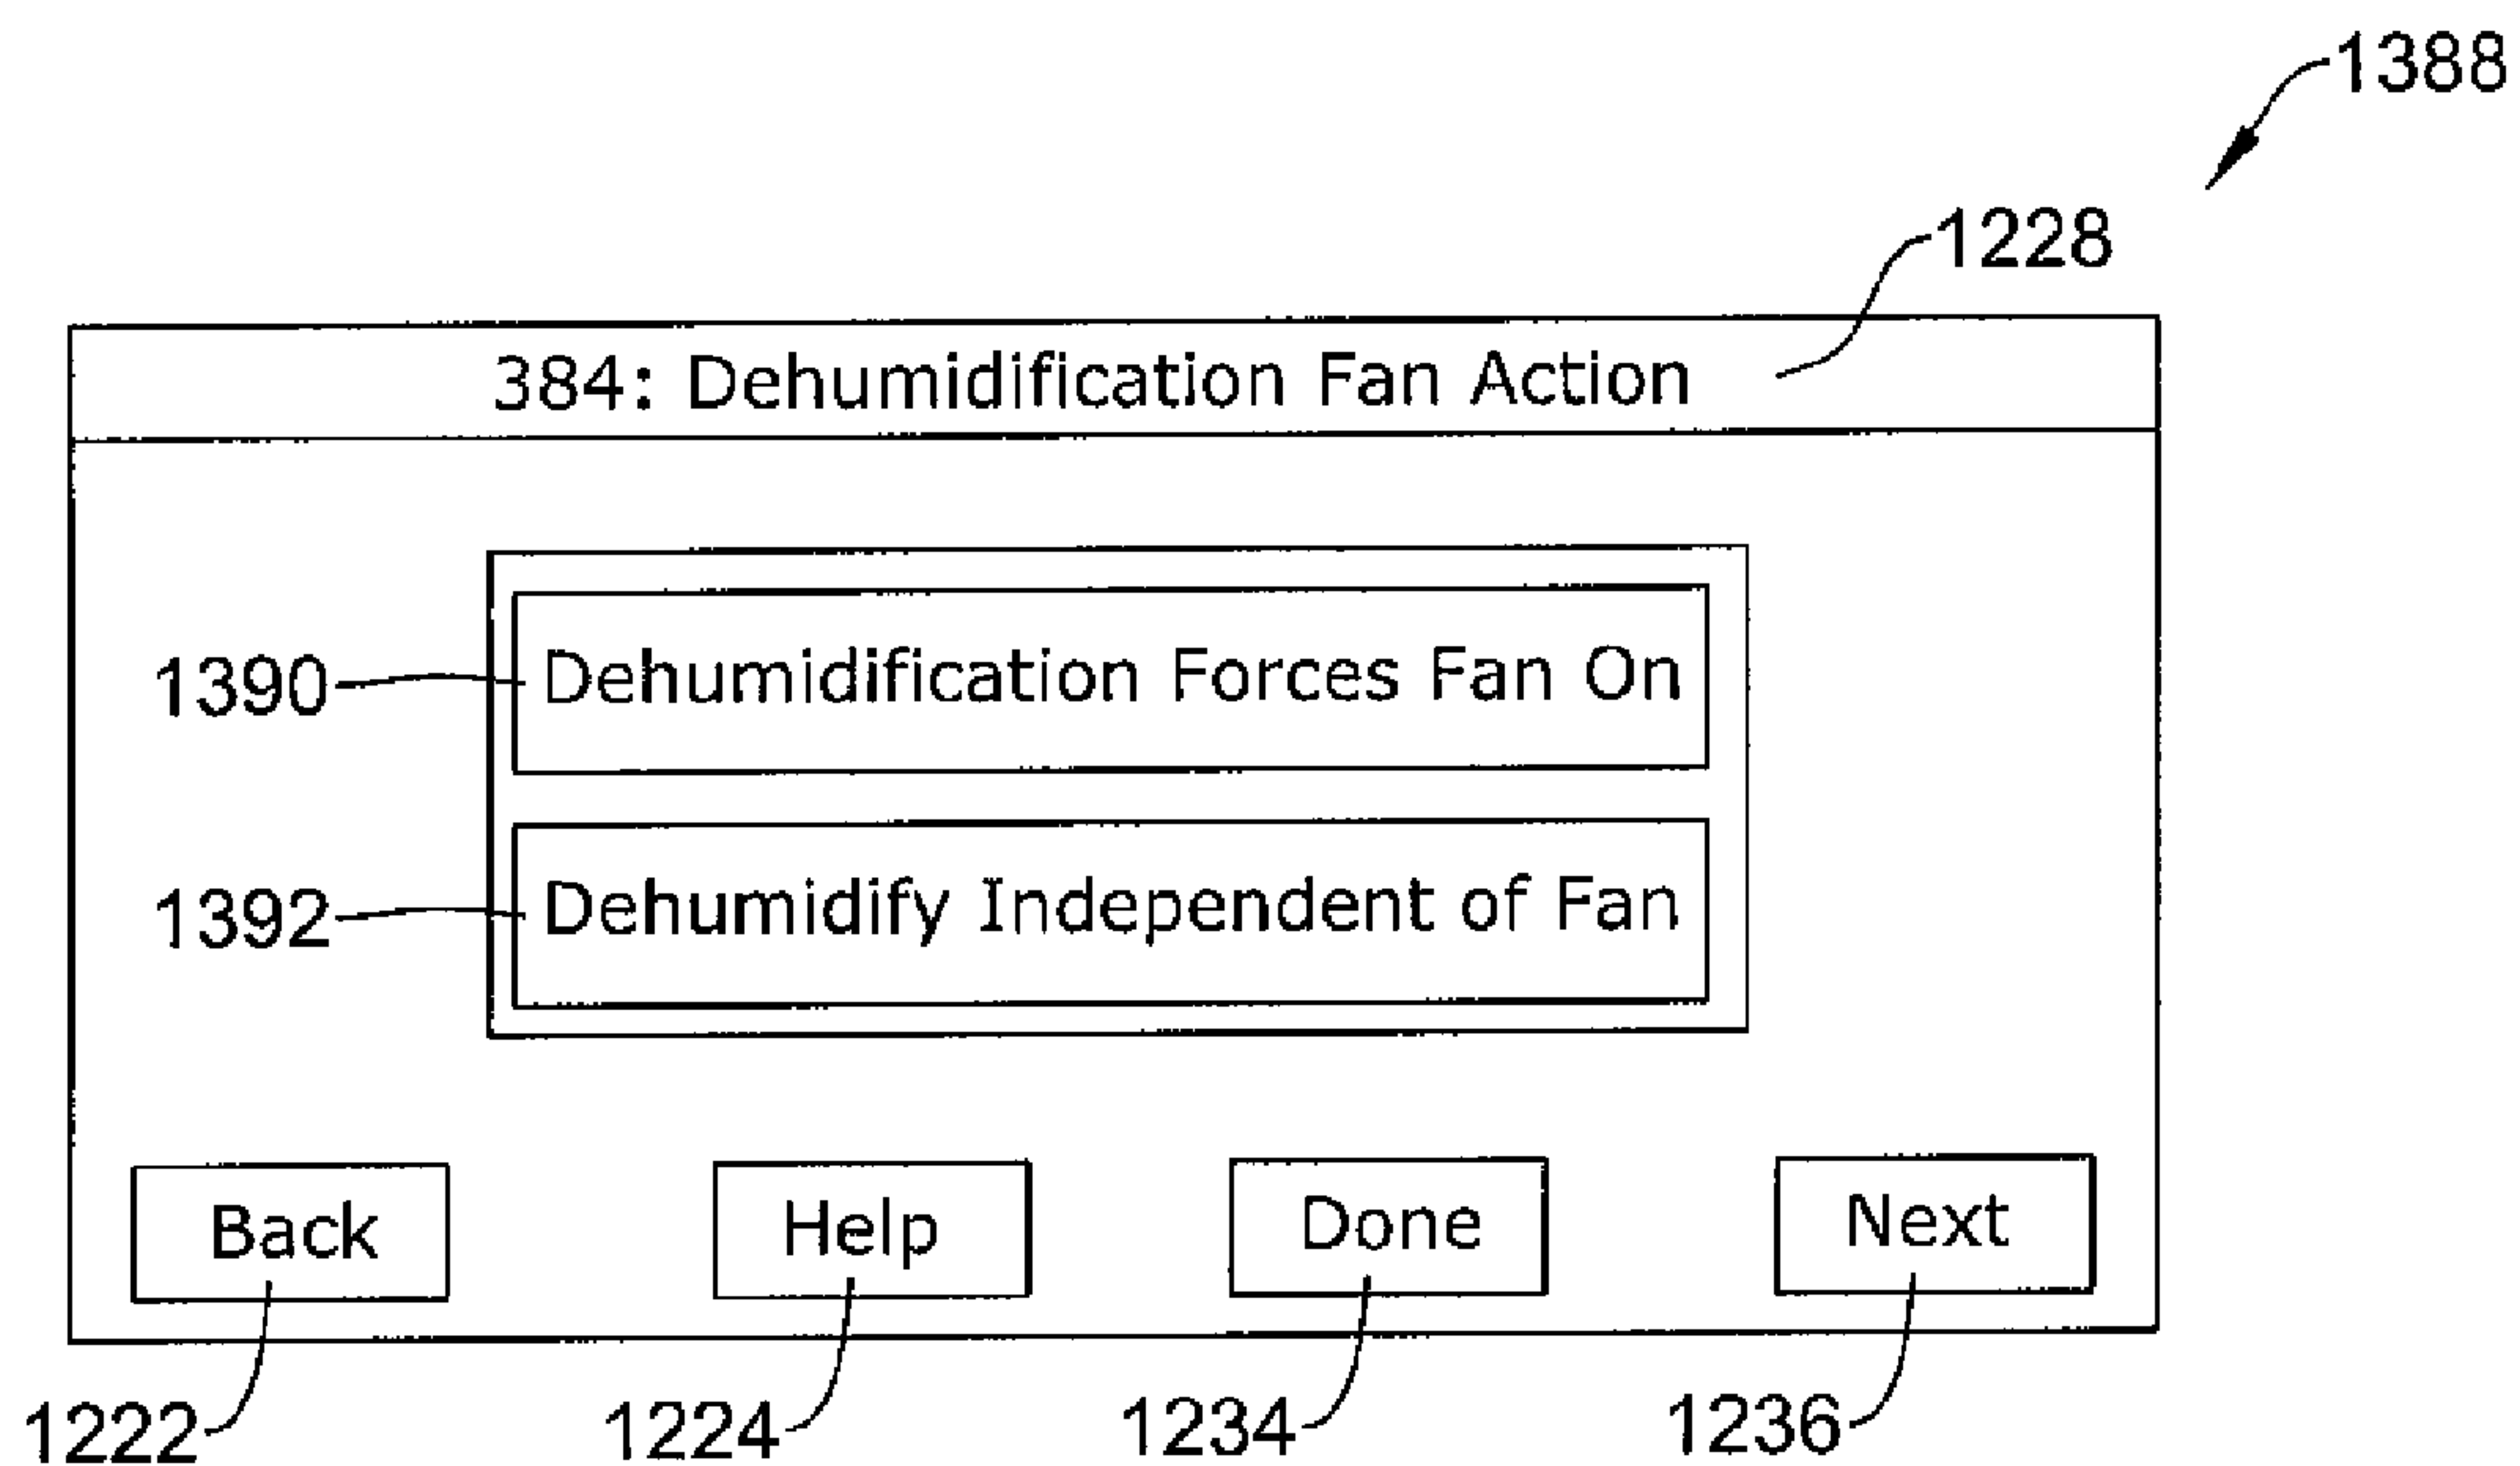 1388
1228
384: Dehumidification Fan Action
1390 Dehumidification Forces Fan On
1392 Dehumidify Independent of Fan
Back Help Done Next
1222 1224 1234 1236